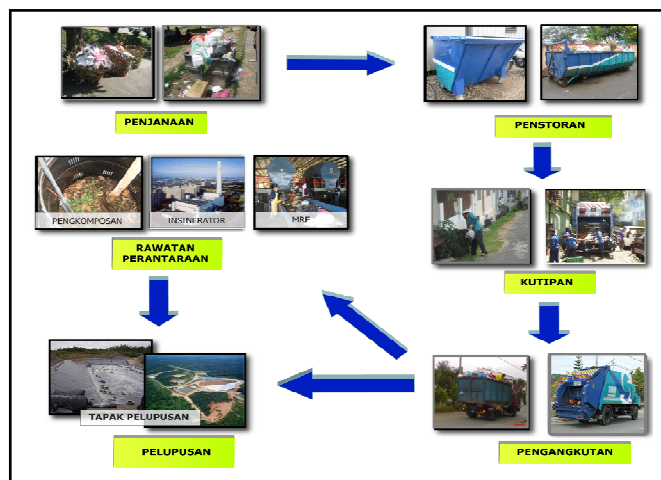 PENJANAAN
PENSTORAN
PENGKOMPOSAN
INSINERATOR
MRF
RAWATAN
PERANTARAAN
KUTIPAN
TAPAK PELUPUSAN
PELUPUSAN
PENGANGKUTAN